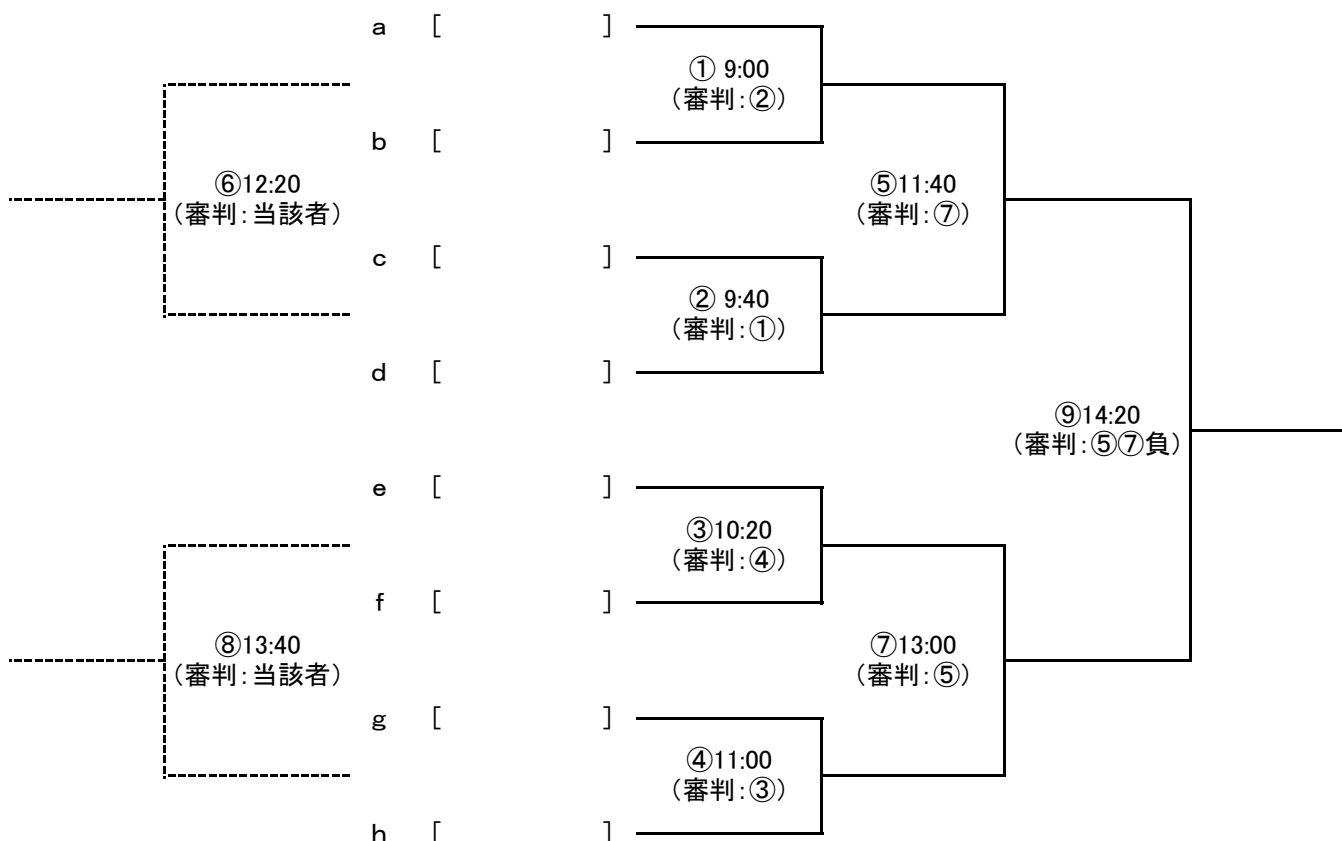 a [ ]
① 9:00
（審判：②）
b [ ]
⑥12:20
（審判：当該者）
⑤11:40
（審判：⑦）
c [ ]
② 9:40
（審判：①）
d [ ]
⑨14:20
（審判：⑤⑦負）
e [ ]
③10:20
（審判：④）
f [ ]
⑧13:40
（審判：当該者）
⑦13:00
（審判：⑤）
g [ ]
④11:00
（審判：③）
h [ ]